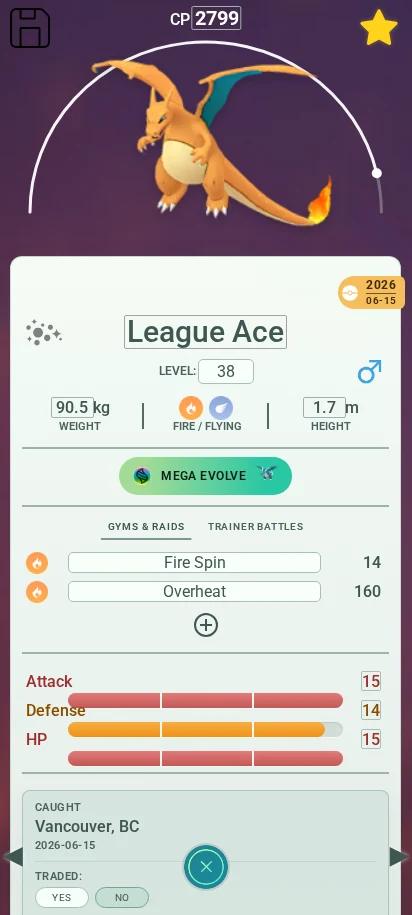 CP 2799
2026
06-15
League Ace
LEVEL: 38
90.5 kg
WEIGHT
FIRE / FLYING
1.7 m
HEIGHT
MEGA EVOLVE
GYMS & RAIDS TRAINER BATTLES
Fire Spin 14
Overheat 160
Attack 15
Defense 14
HP 15
CAUGHT
Vancouver, BC
2026-06-15
TRADED:
YES NO